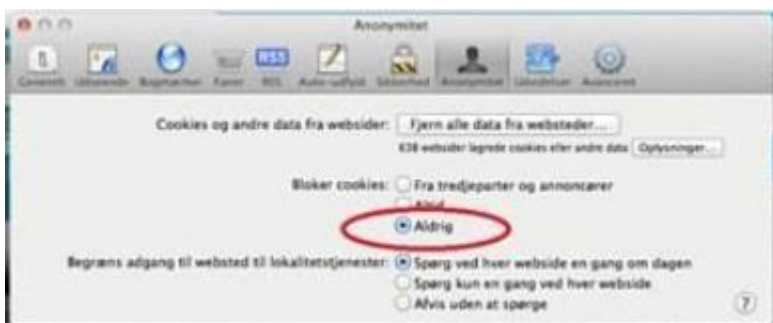 Anonymitet
Generelt Udseende Bogmærker Faner RSS Auto-udfyld Sikkerhed Anonymitet Udvidelser Avanceret
Cookies og andre data fra websider: Fjern alle data fra websteder...
638 websider lagrede cookies eller andre data Oplysninger...
Bloker cookies: Fra tredjeparter og annoncører
Altid
Aldrig
Begræns adgang til websted til lokalitetstjenester: Spørg ved hver webside en gang om dagen
Spørg kun en gang ved hver webside
Afvis uden at spørge
?